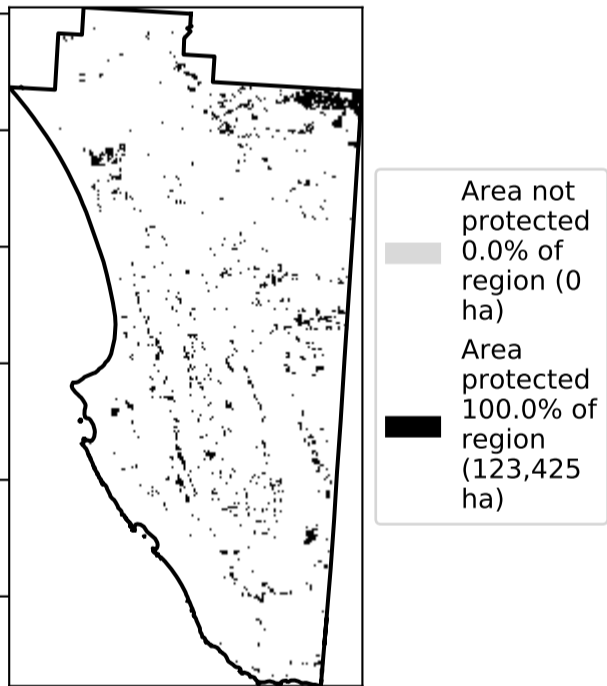 Area not
protected
0.0% of
region (0
ha)
Area
protected
100.0% of
region
(123,425
ha)